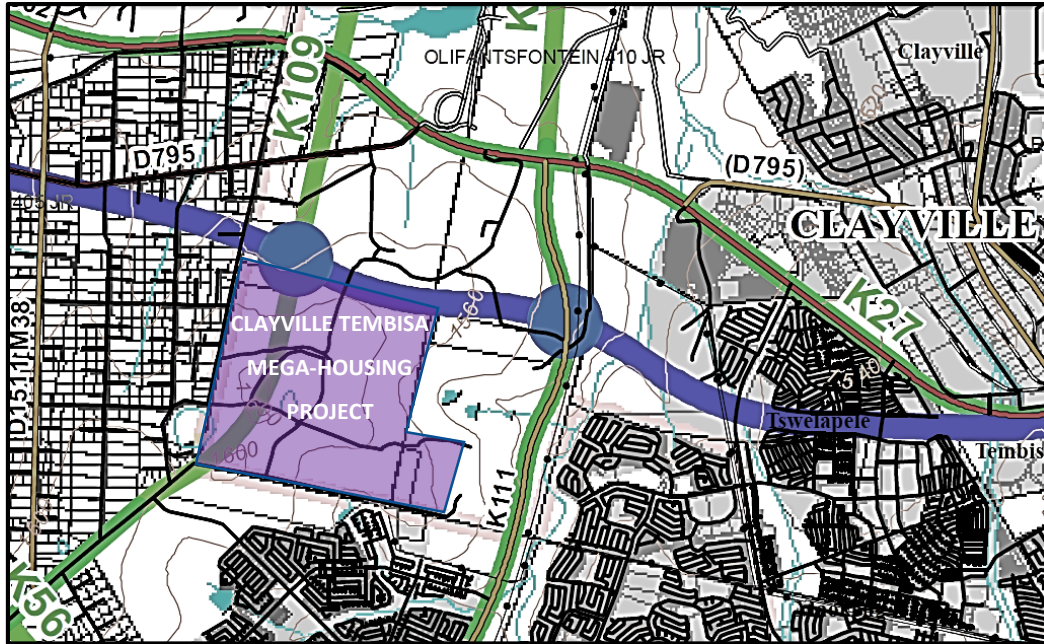 K109
OLIFANTSFONTEIN 410 JR
Clayville
D795
(D795)
CLAYVILLE
K27
CLAYVILLE TEMBISA
MEGA-HOUSING
PROJECT
1560
1540
Tswelapele
Tembis
D1511 (M38)
1600
K111
K56